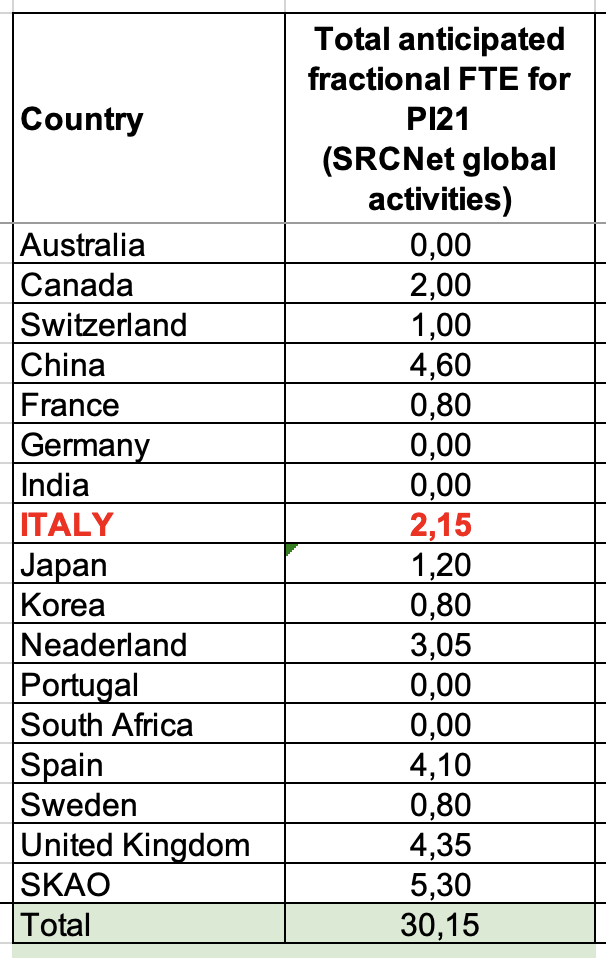 Country
Total anticipated
fractional FTE for
PI21
(SRCNet global
activities)
Australia 0,00
Canada 2,00
Switzerland 1,00
China 4,60
France 0,80
Germany 0,00
India 0,00
ITALY 2,15
Japan 1,20
Korea 0,80
Neaderland 3,05
Portugal 0,00
South Africa 0,00
Spain 4,10
Sweden 0,80
United Kingdom 4,35
SKAO 5,30
Total 30,15